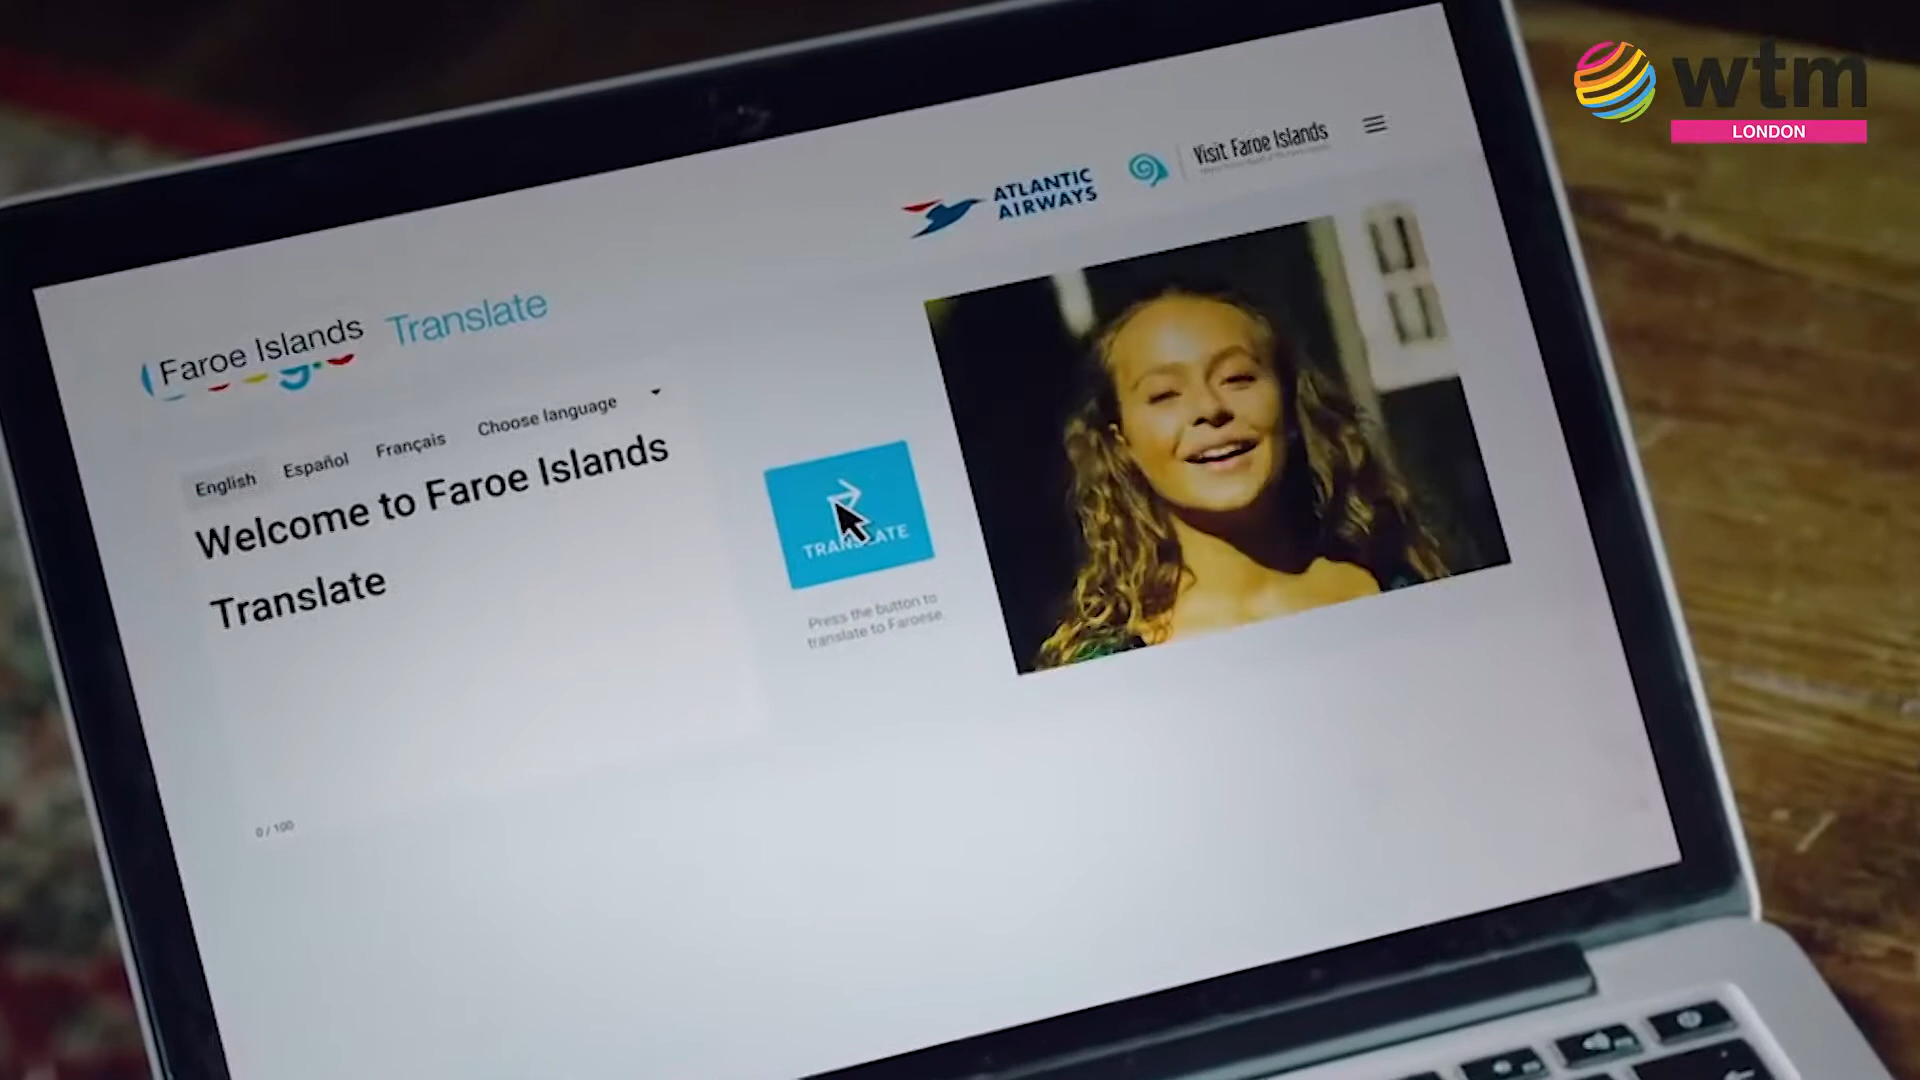 wtm
LONDON
ATLANTIC
AIRWAYS
Visit Faroe Islands
Faroe Islands Translate
English Español Français Choose language
Welcome to Faroe Islands
Translate
TRANSLATE
Press the button to
translate to Faroese.
0 / 100